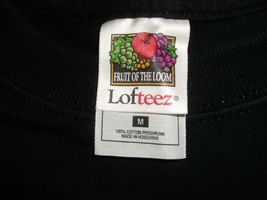 FRUIT OF THE LOOM
Lofteez®
M
100% COTTON PRESHRUNK
MADE IN HONDURAS